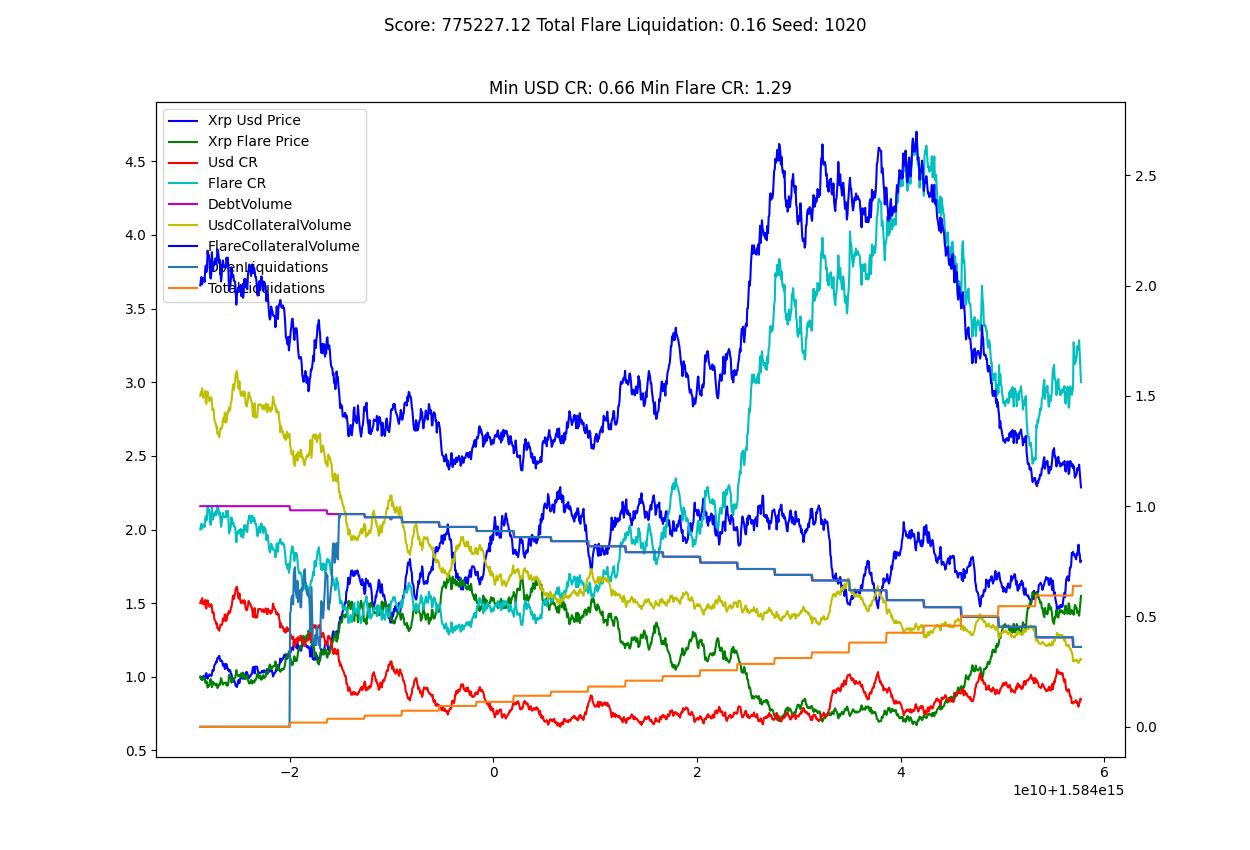 Score: 775227.12 Total Flare Liquidation: 0.16 Seed: 1020
Min USD CR: 0.66 Min Flare CR: 1.29
Xrp Usd Price
Xrp Flare Price
Usd CR
Flare CR
DebtVolume
UsdCollateralVolume
FlareCollateralVolume
OpenLiquidations
TotalLiquidations
4.5
4.0
3.5
3.0
2.5
2.0
1.5
1.0
0.5
2.5
2.0
1.5
1.0
0.5
0.0
−2
0
2
4
6
1e10+1.584e15